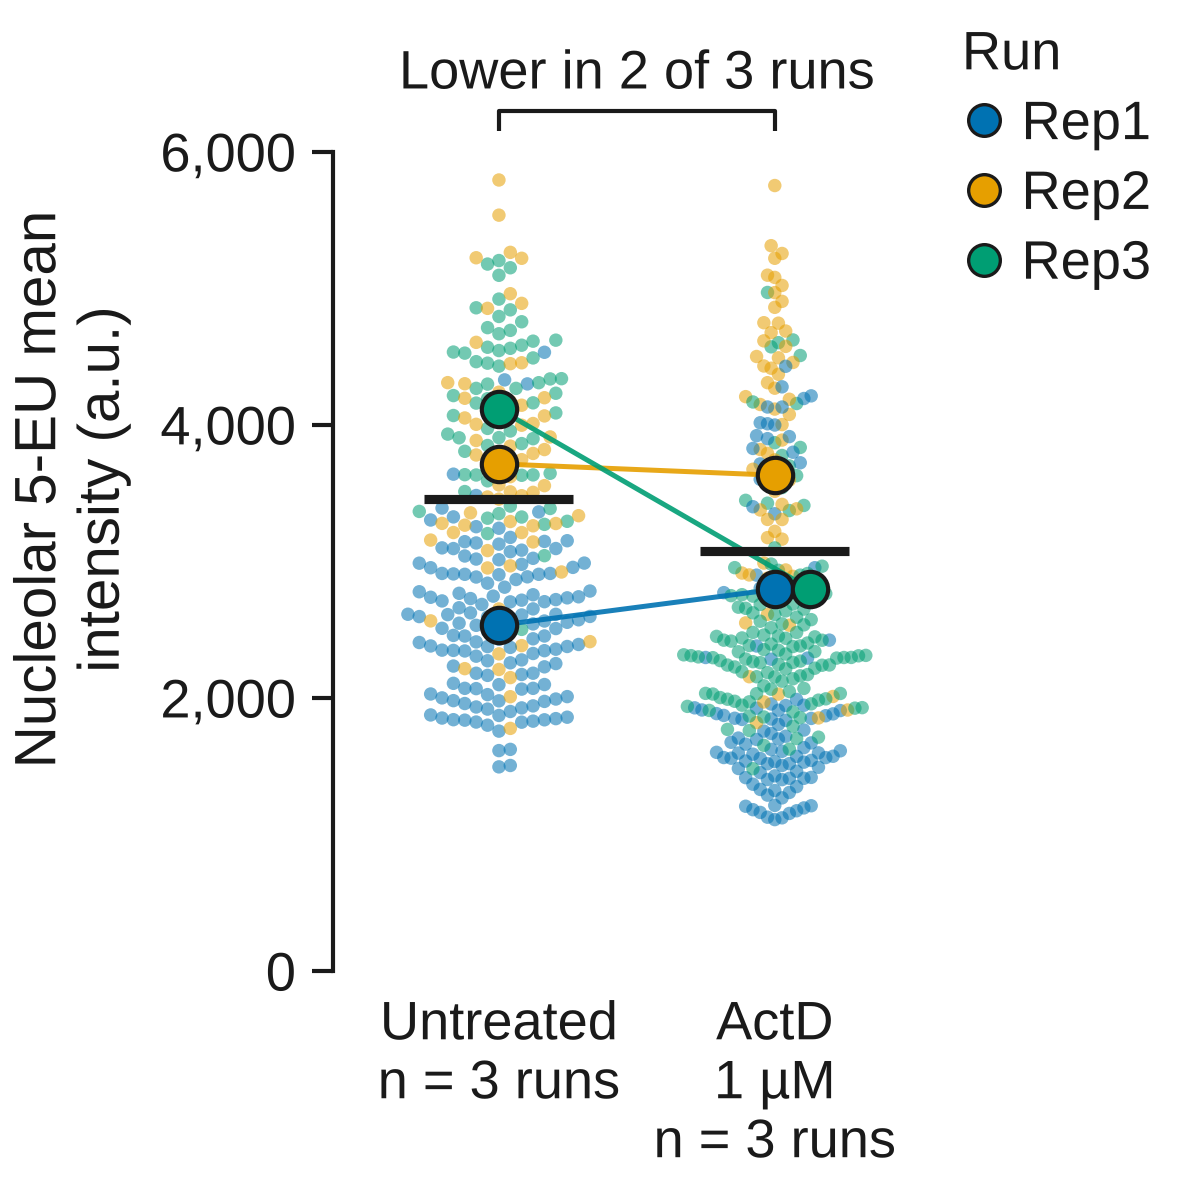 Lower in 2 of 3 runs
Run
Rep1
Rep2
Rep3
6,000
4,000
2,000
0
Nucleolar 5-EU mean
intensity (a.u.)
Untreated
n = 3 runs
ActD
1 µM
n = 3 runs